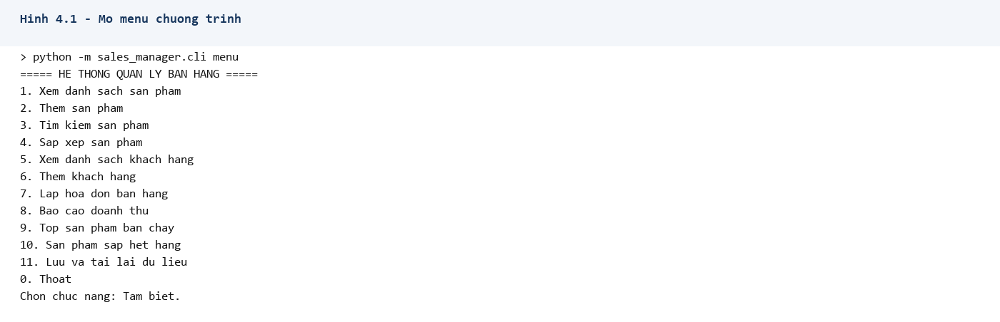 Hinh 4.1 - Mo menu chuong trinh
> python -m sales_manager.cli menu
===== HE THONG QUAN LY BAN HANG =====
1. Xem danh sach san pham
2. Them san pham
3. Tim kiem san pham
4. Sap xep san pham
5. Xem danh sach khach hang
6. Them khach hang
7. Lap hoa don ban hang
8. Bao cao doanh thu
9. Top san pham ban chay
10. San pham sap het hang
11. Luu va tai lai du lieu
0. Thoat
Chon chuc nang: Tam biet.